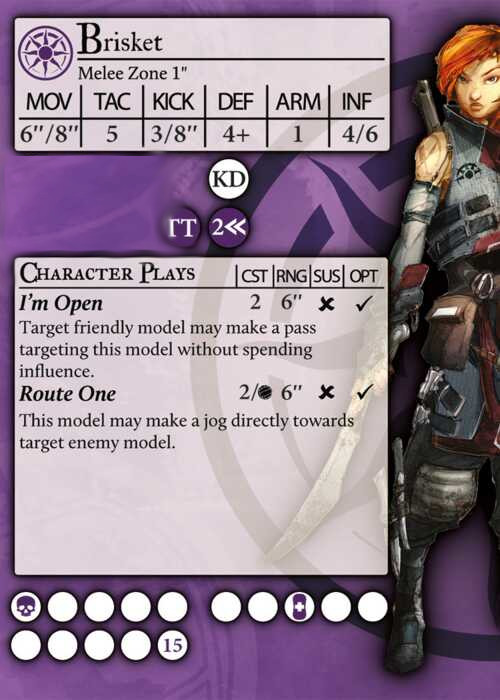 Brisket
Melee Zone 1"
MOV TAC KICK DEF ARM INF
6"/8" 5 3/8" 4+ 1 4/6
KD
ΓT 2<<
Character Plays CST RNG SUS OPT
I'm Open 2 6" ✘ ✓
Target friendly model may make a pass
targeting this model without spending
influence.
Route One 2/ 6" ✘ ✓
This model may make a jog directly towards
target enemy model.
15